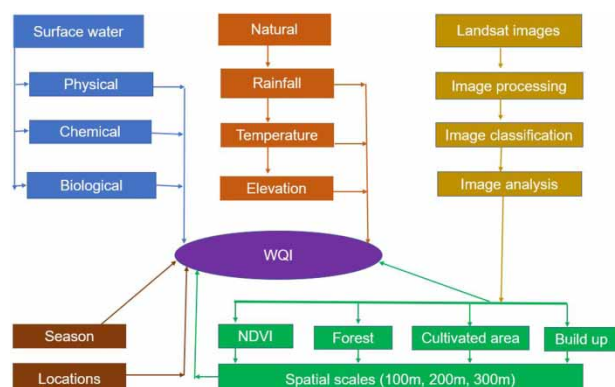 Surface water
Natural
Landsat images
Physical
Rainfall
Image processing
Chemical
Temperature
Image classification
Biological
Elevation
Image analysis
WQI
Season
NDVI
Forest
Cultivated area
Build up
Locations
Spatial scales (100m, 200m, 300m)